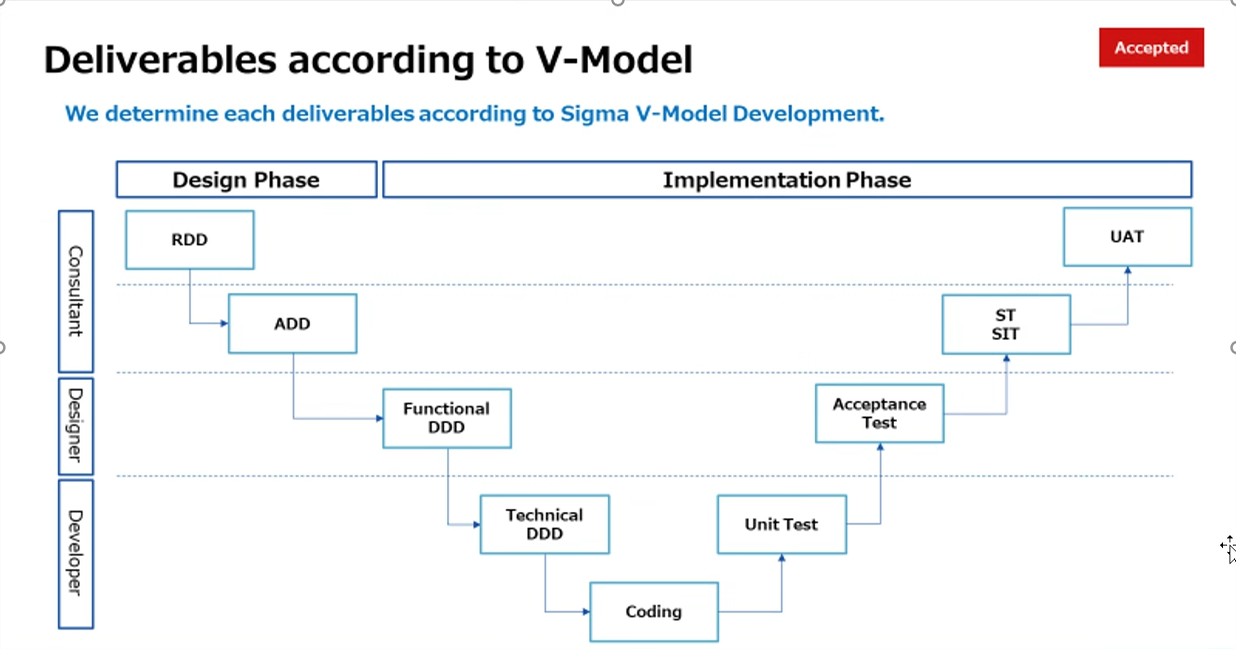 Deliverables according to V-Model
Accepted
We determine each deliverables according to Sigma V-Model Development.
Design Phase
Implementation Phase
Consultant
RDD
UAT
ADD
ST
SIT
Designer
Functional
DDD
Acceptance
Test
Developer
Technical
DDD
Unit Test
Coding